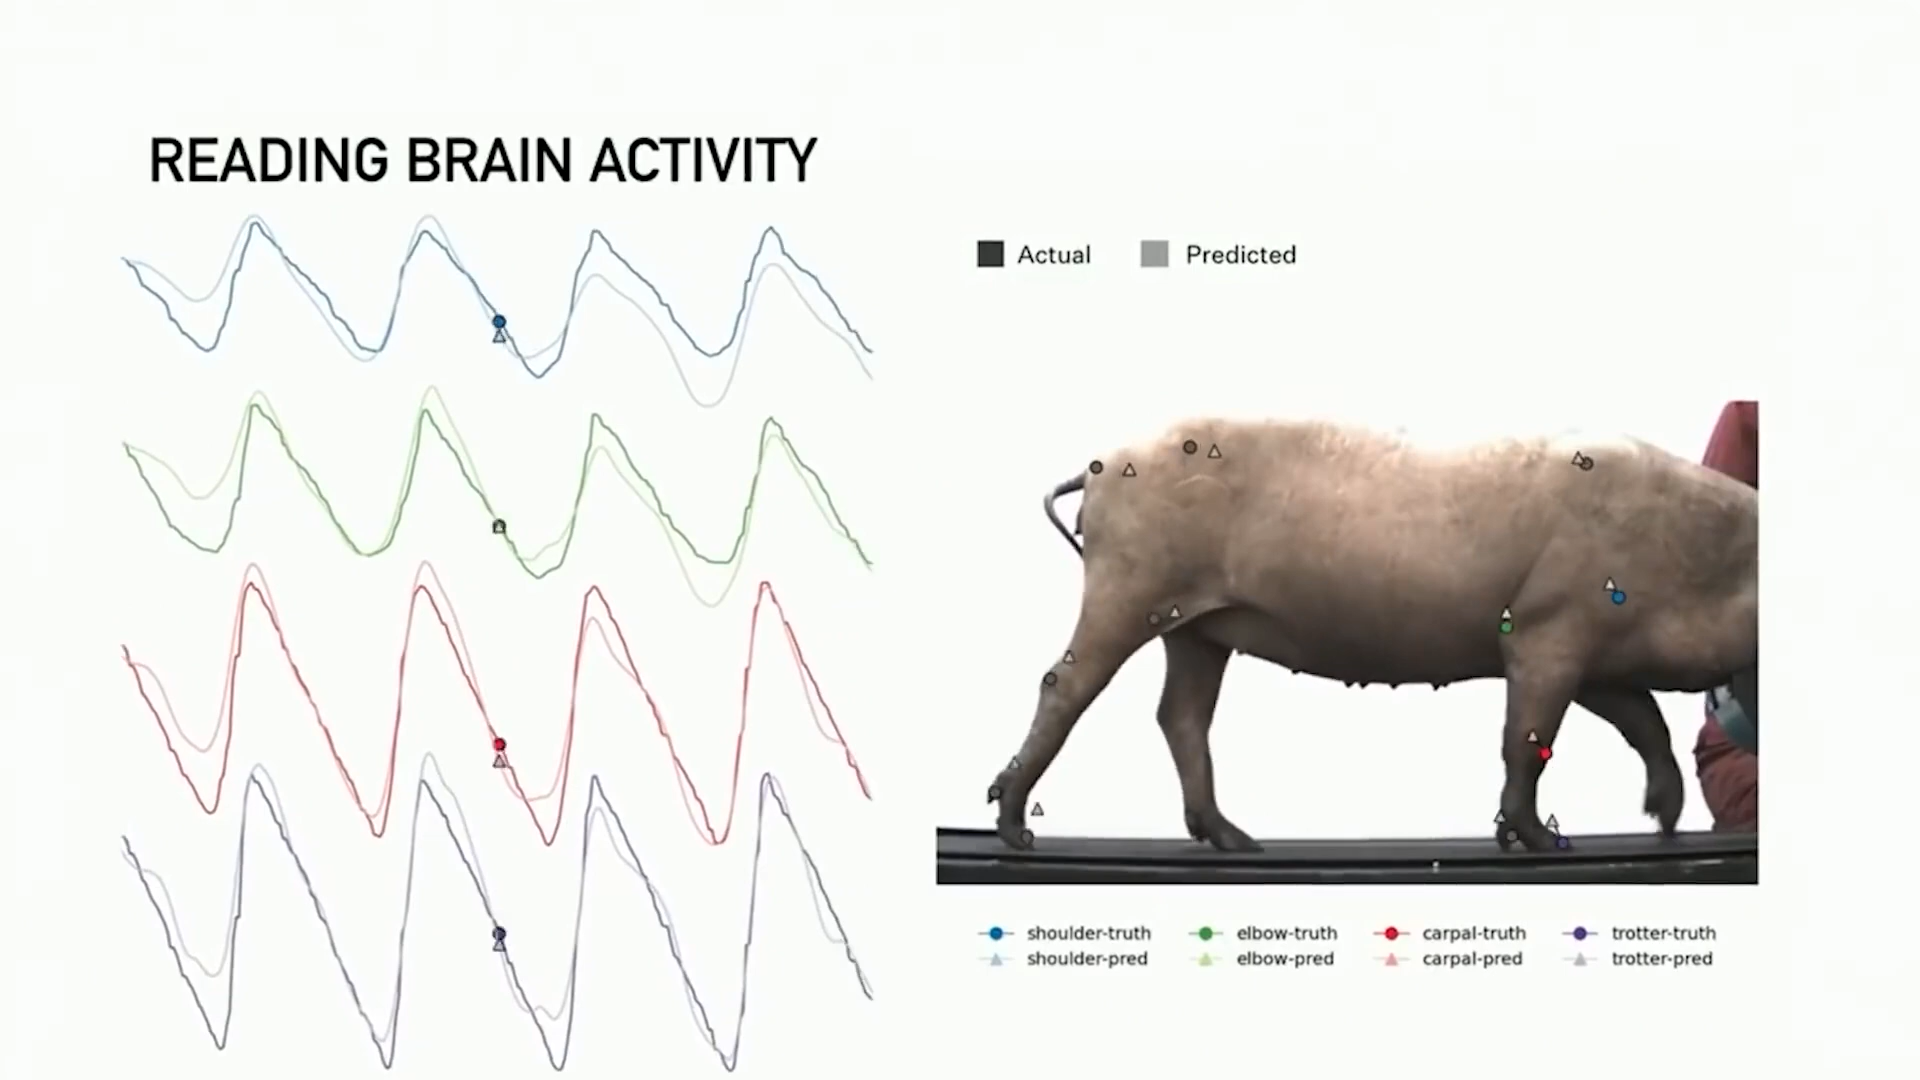 READING BRAIN ACTIVITY
Actual Predicted
shoulder-truth elbow-truth carpal-truth trotter-truth
shoulder-pred elbow-pred carpal-pred trotter-pred